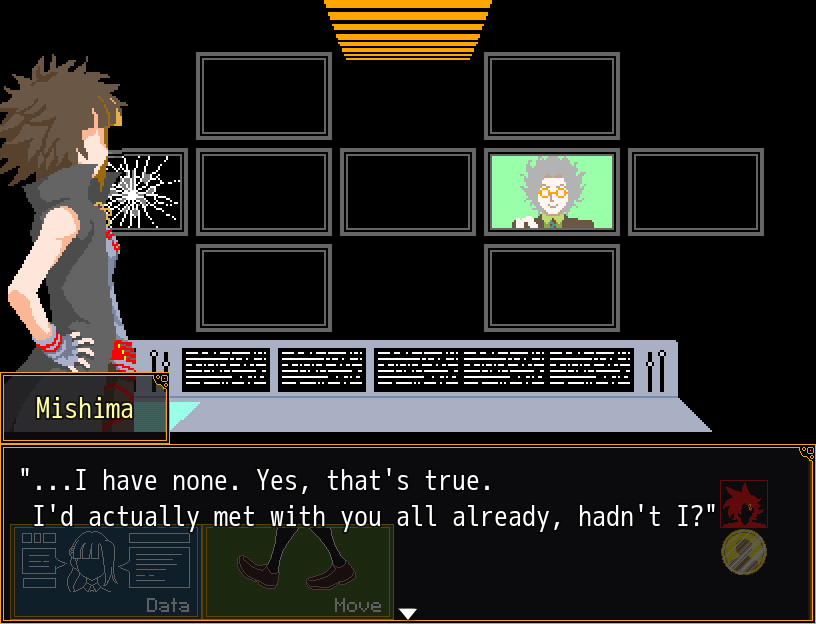 Mishima
"...I have none. Yes, that's true.
I'd actually met with you all already, hadn't I?"
Data
Move